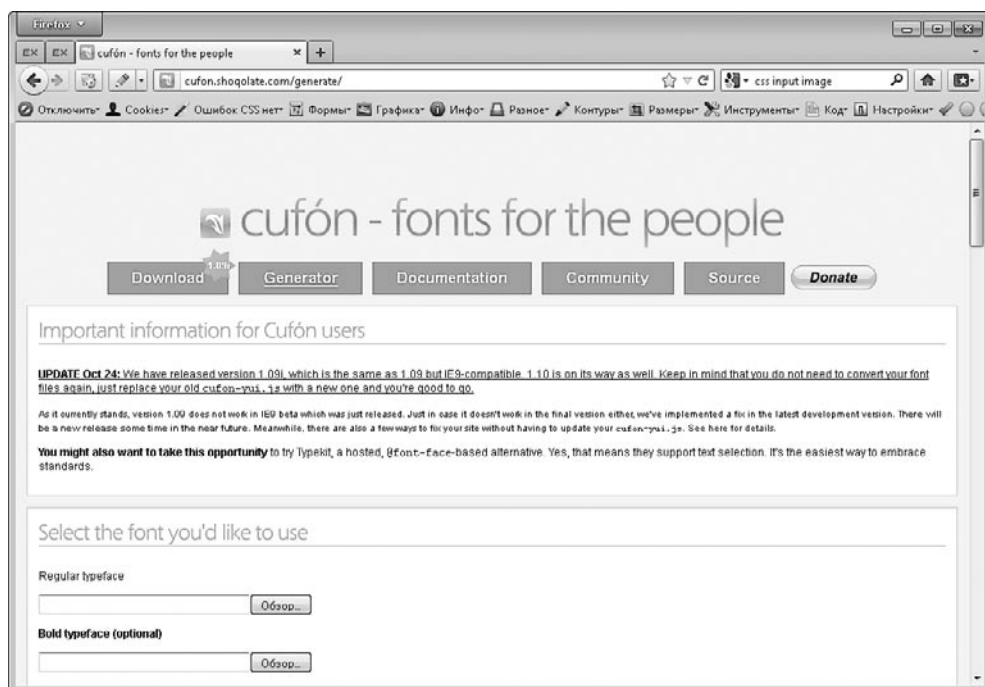 Firefox
EX EX cufón - fonts for the people
cufon.shoqolate.com/generate/ css input image
Отключить Cookies Ошибок CSS нет Формы Графика Инфо Разное Контуры Размеры Инструменты Код Настройки
cufón - fonts for the people
Download 1.09i Generator Documentation Community Source Donate
Important information for Cufón users
UPDATE Oct 24: We have released version 1.09i, which is the same as 1.09 but IE9-compatible. 1.10 is on its way as well. Keep in mind that you do not need to convert your font
files again, just replace your old cufon-yui.js with a new one and you're good to go.
As it currently stands, version 1.09 does not work in IE9 beta which was just released. Just in case it doesn't work in the final version either, we've implemented a fix in the latest development version. There will
be a new release some time in the near future. Meanwhile, there are also a few ways to fix your site without having to update your cufon-yui.js. See here for details.
You might also want to take this opportunity to try Typekit, a hosted, @font-face-based alternative. Yes, that means they support text selection. It's the easiest way to embrace
standards.
Select the font you'd like to use
Regular typeface
Обзор...
Bold typeface (optional)
Обзор...